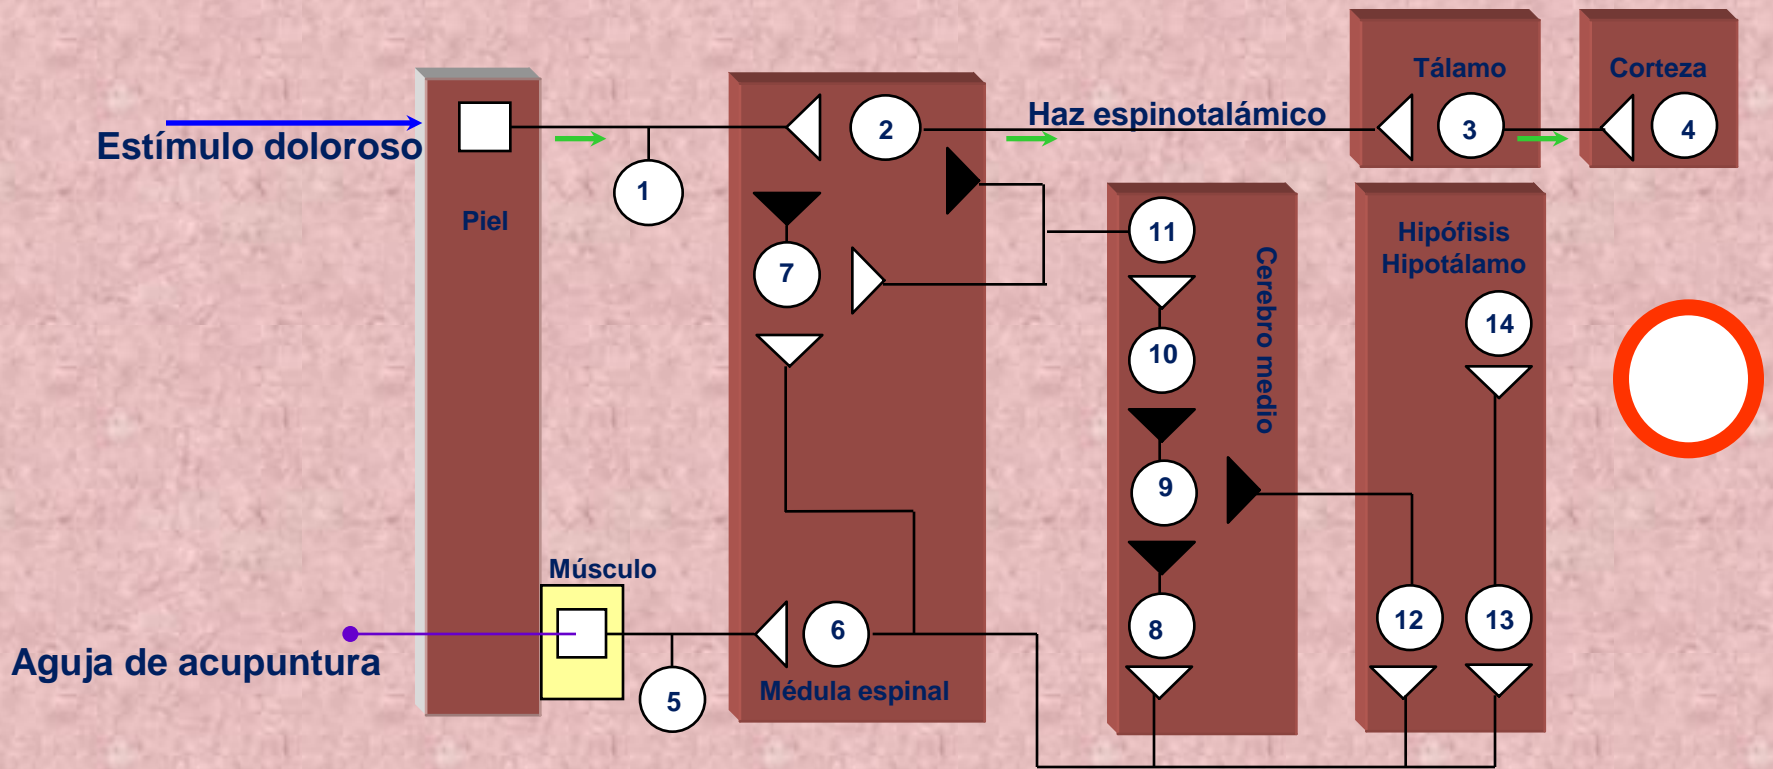 Tálamo
Corteza
Haz espinotalámico
Estímulo doloroso
2
3
4
1
Piel
11
Hipófisis
Hipotálamo
7
Cerebro medio
14
10
9
Músculo
12
13
8
6
Aguja de acupuntura
5
Médula espinal